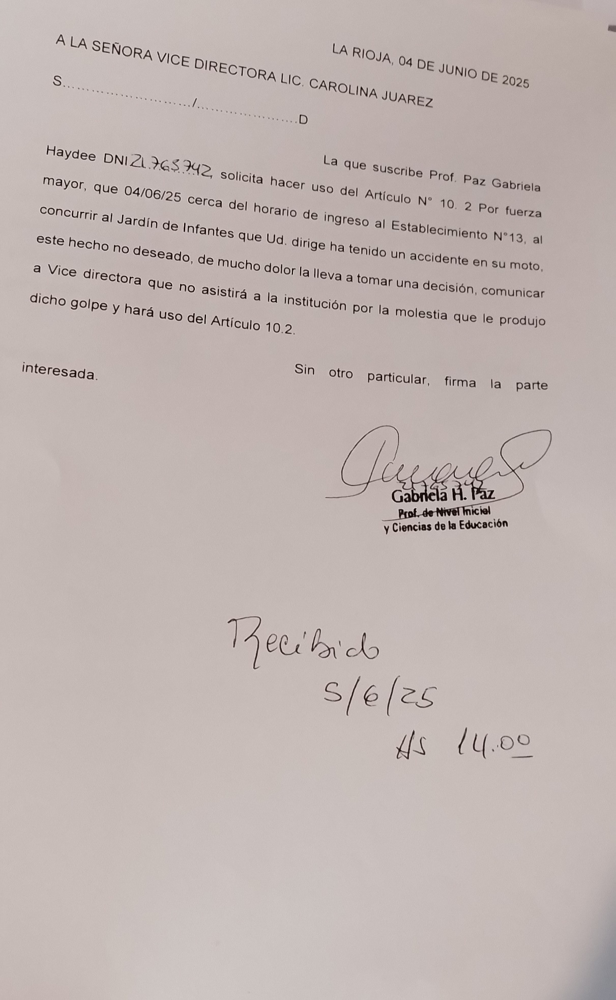 LA RIOJA, 04 DE JUNIO DE 2025
A LA SEÑORA VICE DIRECTORA LIC. CAROLINA JUAREZ
S............................/.......................D
La que suscribe Prof. Paz Gabriela
Haydee DNI 21.765.742, solicita hacer uso del Artículo N° 10. 2 Por fuerza
mayor, que 04/06/25 cerca del horario de ingreso al Establecimiento N°13, al
concurrir al Jardín de Infantes que Ud. dirige ha tenido un accidente en su moto,
este hecho no deseado, de mucho dolor la lleva a tomar una decisión, comunicar
a Vice directora que no asistirá a la institución por la molestia que le produjo
dicho golpe y hará uso del Artículo 10.2.
Sin otro particular, firma la parte
interesada.
21765742
Gabriela H. Paz
Prof. de Nivel Inicial
y Ciencias de la Educación
Recibido
5/6/25
HS 14.00